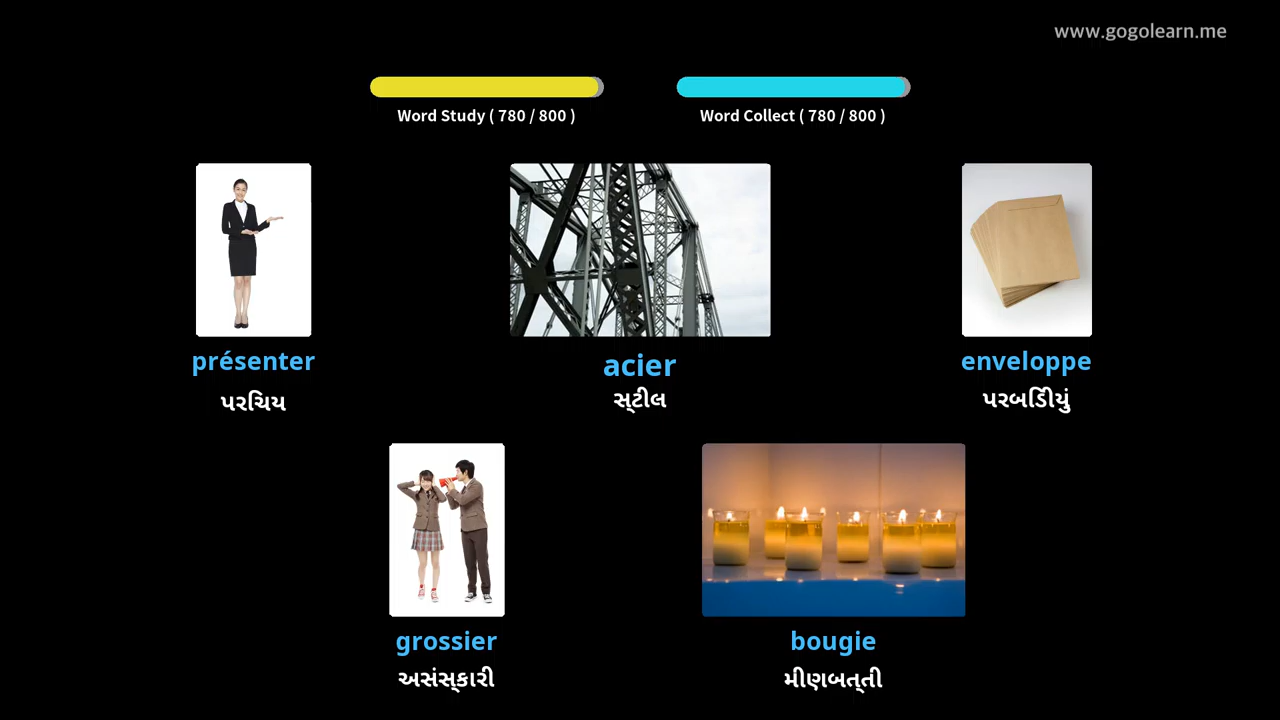 www.gogolearn.me
Word Study ( 780 / 800 )
Word Collect ( 780 / 800 )
présenter
પરિચય
acier
સ્ટીલ
enveloppe
પરબિડીયું
grossier
અસંસ્કારી
bougie
મીણબત્તી